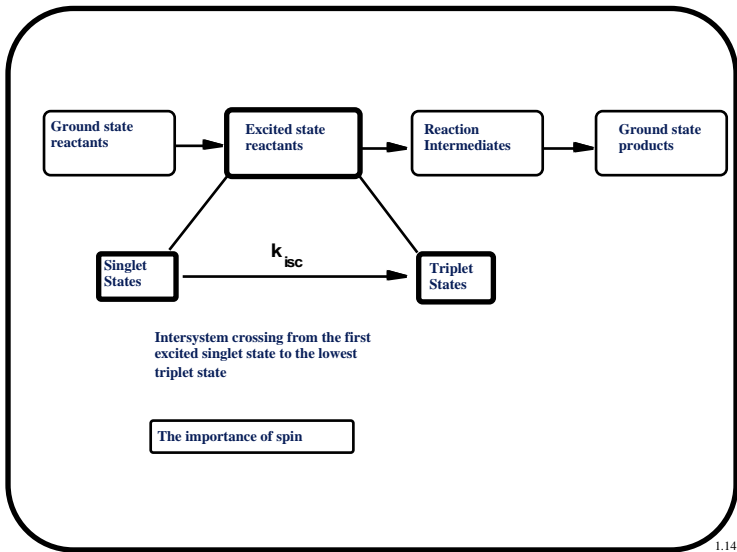 Ground state
reactants
Excited state
reactants
Reaction
Intermediates
Ground state
products
k isc
Singlet
States
Triplet
States
Intersystem crossing from the first
excited singlet state to the lowest
triplet state
The importance of spin
1.14